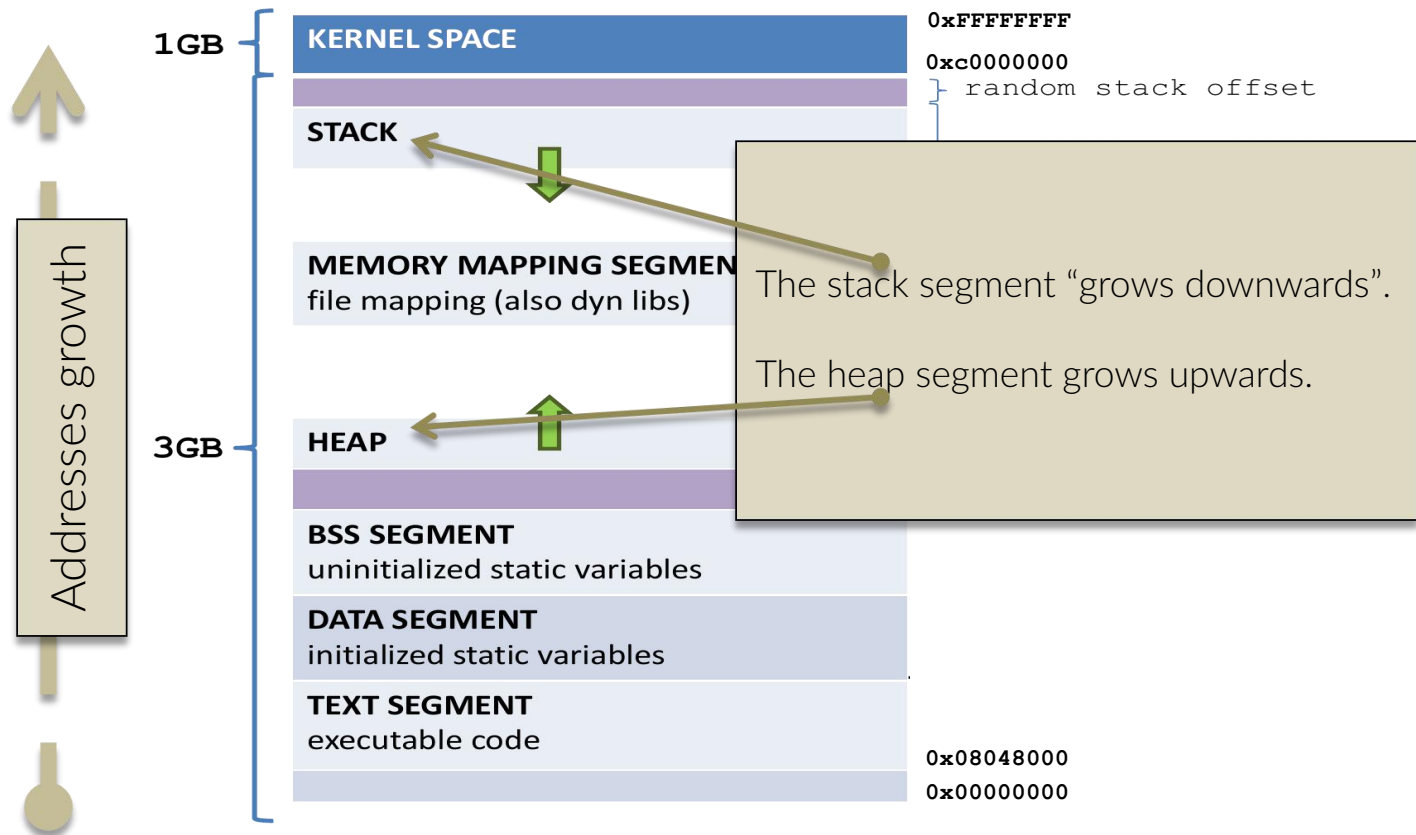 1GB
KERNEL SPACE
0xFFFFFFFF
0xc0000000
random stack offset
STACK
MEMORY MAPPING SEGMEN
file mapping (also dyn libs)
The stack segment “grows downwards”.
The heap segment grows upwards.
Addresses growth
3GB
HEAP
BSS SEGMENT
uninitialized static variables
DATA SEGMENT
initialized static variables
TEXT SEGMENT
executable code
0x08048000
0x00000000